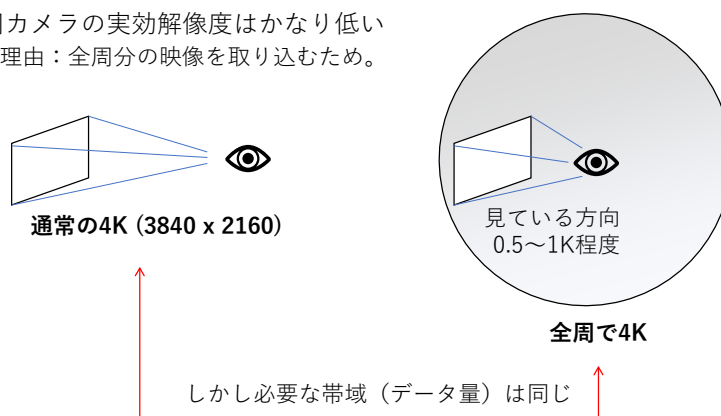 カメラの実効解像度はかなり低い
理由：全周分の映像を取り込むため。
通常の4K (3840 x 2160)
見ている方向
0.5～1K程度
全周で4K
しかし必要な帯域（データ量）は同じ